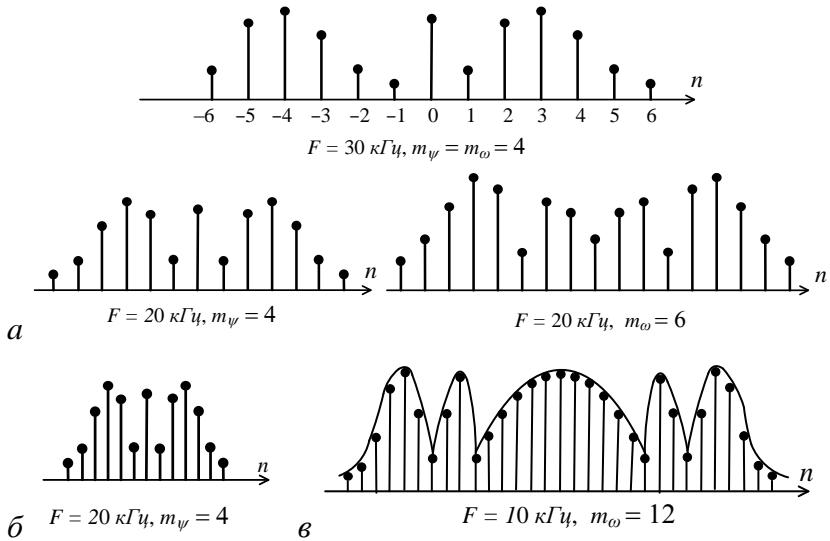 n
–6 –5 –4 –3 –2 –1 0 1 2 3 4 5 6
F = 30 кГц, mψ = mω = 4
n
n
а
F = 20 кГц, mψ = 4
F = 20 кГц, mω = 6
n
n
б
F = 20 кГц, mψ = 4
в
F = 10 кГц, mω = 12